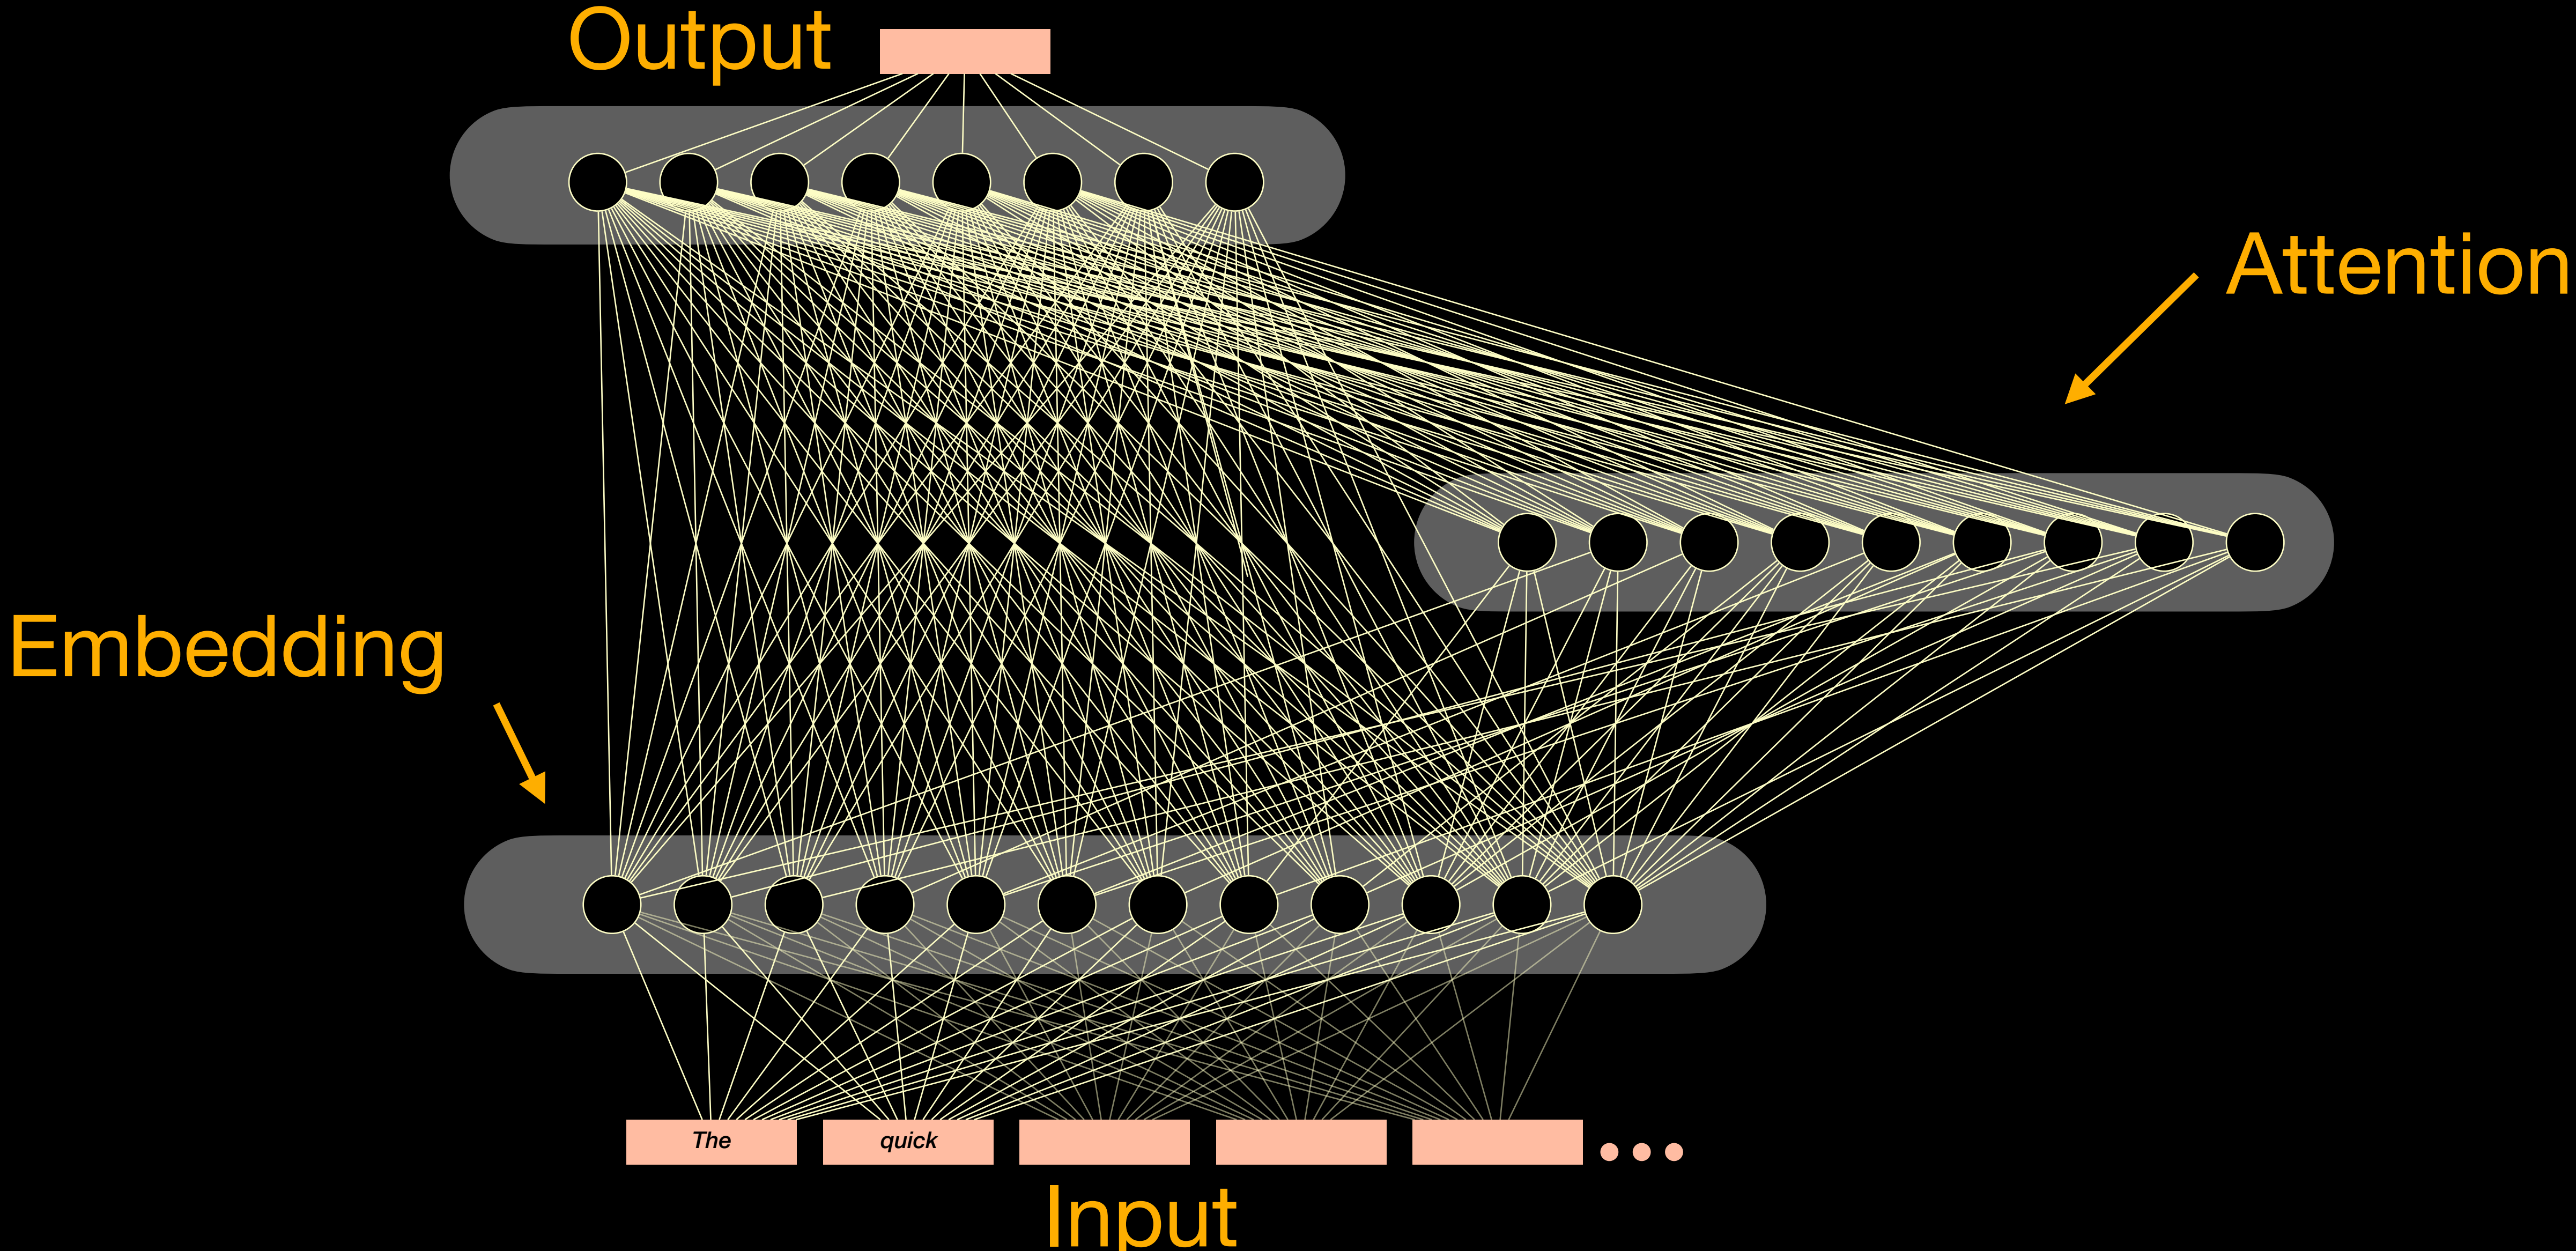 Output
Attention
Embedding
The
quick
Input